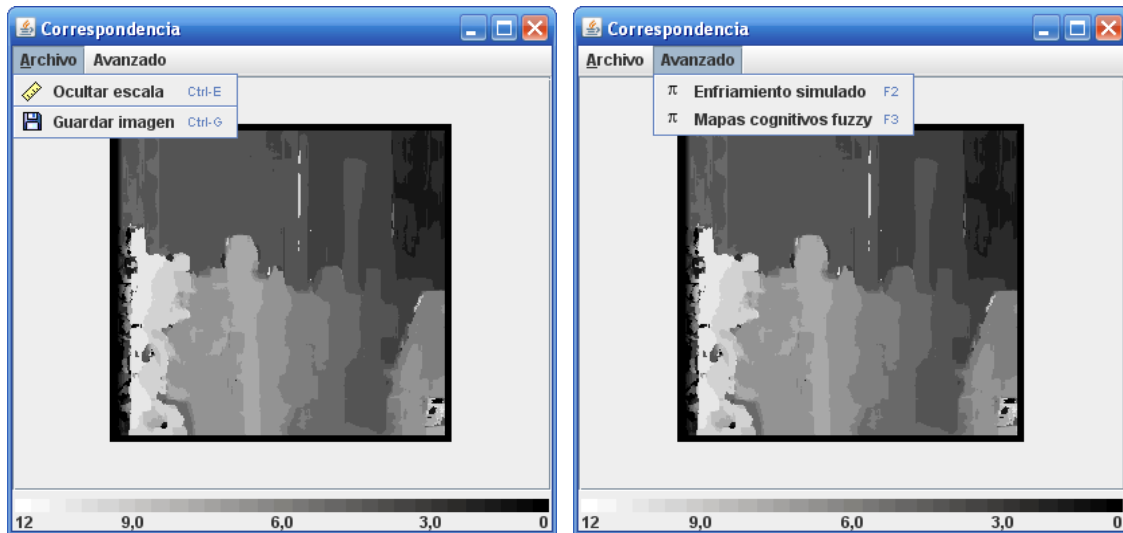 Correspondencia
Archivo Avanzado
Ocultar escala Ctrl-E
Guardar imagen Ctrl-G
12 9,0 6,0 3,0 0
Correspondencia
Archivo Avanzado
π Enfriamiento simulado F2
π Mapas cognitivos fuzzy F3
12 9,0 6,0 3,0 0